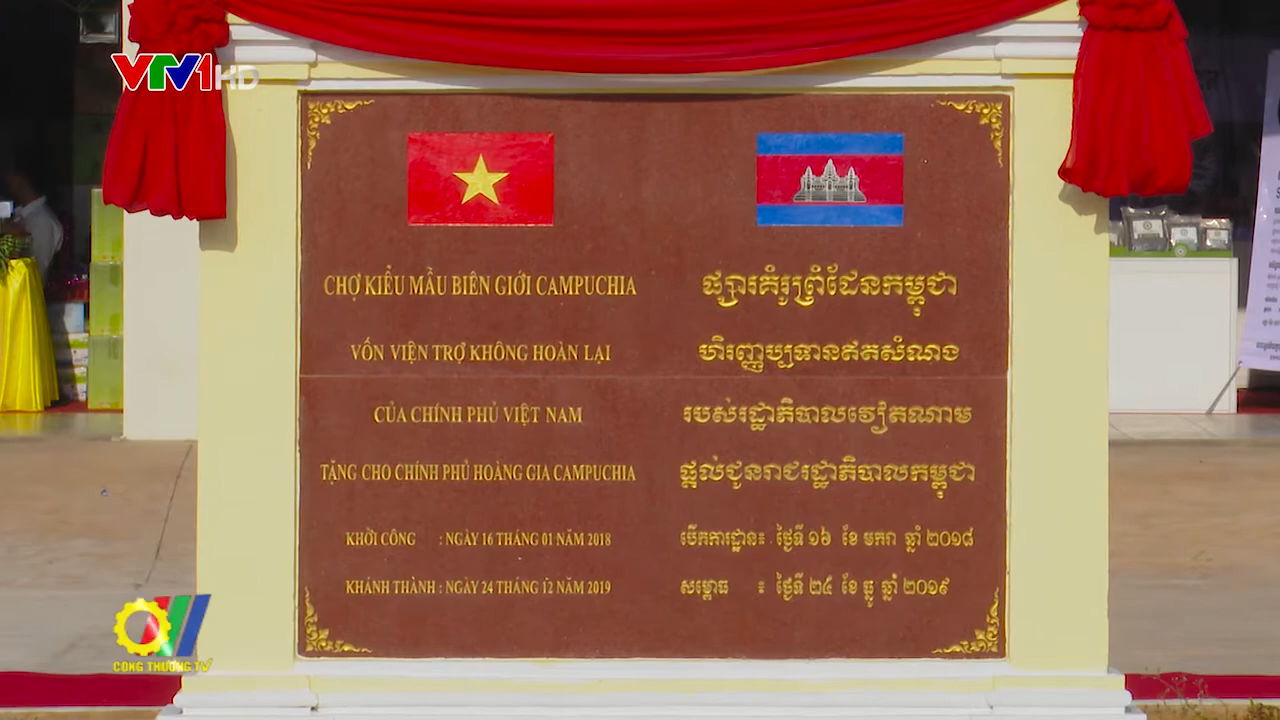 VTV1 HD
CHỢ KIỂU MẪU BIÊN GIỚI CAMPUCHIA
VỐN VIỆN TRỢ KHÔNG HOÀN LẠI
CỦA CHÍNH PHỦ VIỆT NAM
TẶNG CHO CHÍNH PHỦ HOÀNG GIA CAMPUCHIA
KHỞI CÔNG : NGÀY 16 THÁNG 01 NĂM 2018
KHÁNH THÀNH : NGÀY 24 THÁNG 12 NĂM 2019
ផ្សារគំរូព្រំដែនកម្ពុជា
ហិរញ្ញប្បទានឥតសំណង
របស់រដ្ឋាភិបាលវៀតណាម
ផ្តល់ជូនរាជរដ្ឋាភិបាលកម្ពុជា
បើកការដ្ឋាន៖ ថ្ងៃទី ១៦ ខែ មករា ឆ្នាំ ២០១៨
សម្ពោធ ៖ ថ្ងៃទី ២៤ ខែ ធ្នូ ឆ្នាំ ២០១៩
CÔNG THƯƠNG TV